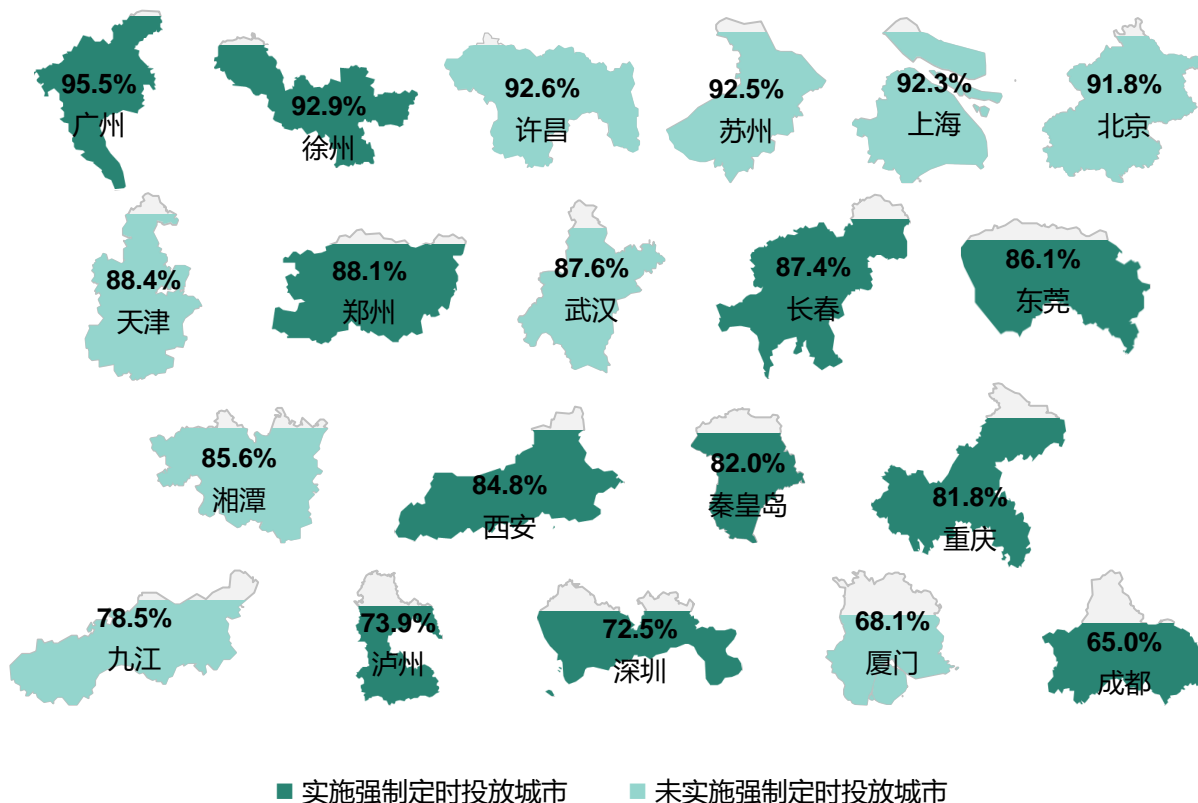 95.5%
广州
92.9%
徐州
92.6%
许昌
92.5%
苏州
92.3%
上海
91.8%
北京
88.4%
天津
88.1%
郑州
87.6%
武汉
87.4%
长春
86.1%
东莞
85.6%
湘潭
84.8%
西安
82.0%
秦皇岛
81.8%
重庆
78.5%
九江
73.9%
泸州
72.5%
深圳
68.1%
厦门
65.0%
成都
实施强制定时投放城市
未实施强制定时投放城市